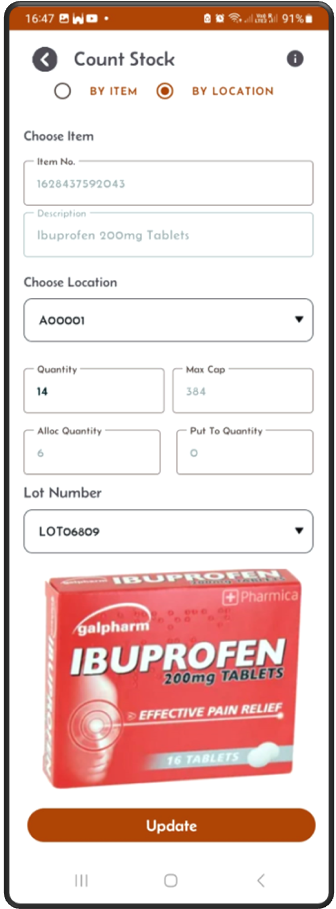 16:47 91%
Count Stock
BY ITEM BY LOCATION
Choose Item
Item No.
1628437592043
Description
Ibuprofen 200mg Tablets
Choose Location
A00001
Quantity Max Cap
14 384
Alloc Quantity Put To Quantity
6 0
Lot Number
LOT06809
IBUPROFEN
Pharmica
galpharm
IBUPROFEN
200mg TABLETS
EFFECTIVE PAIN RELIEF
16 TABLETS
Update